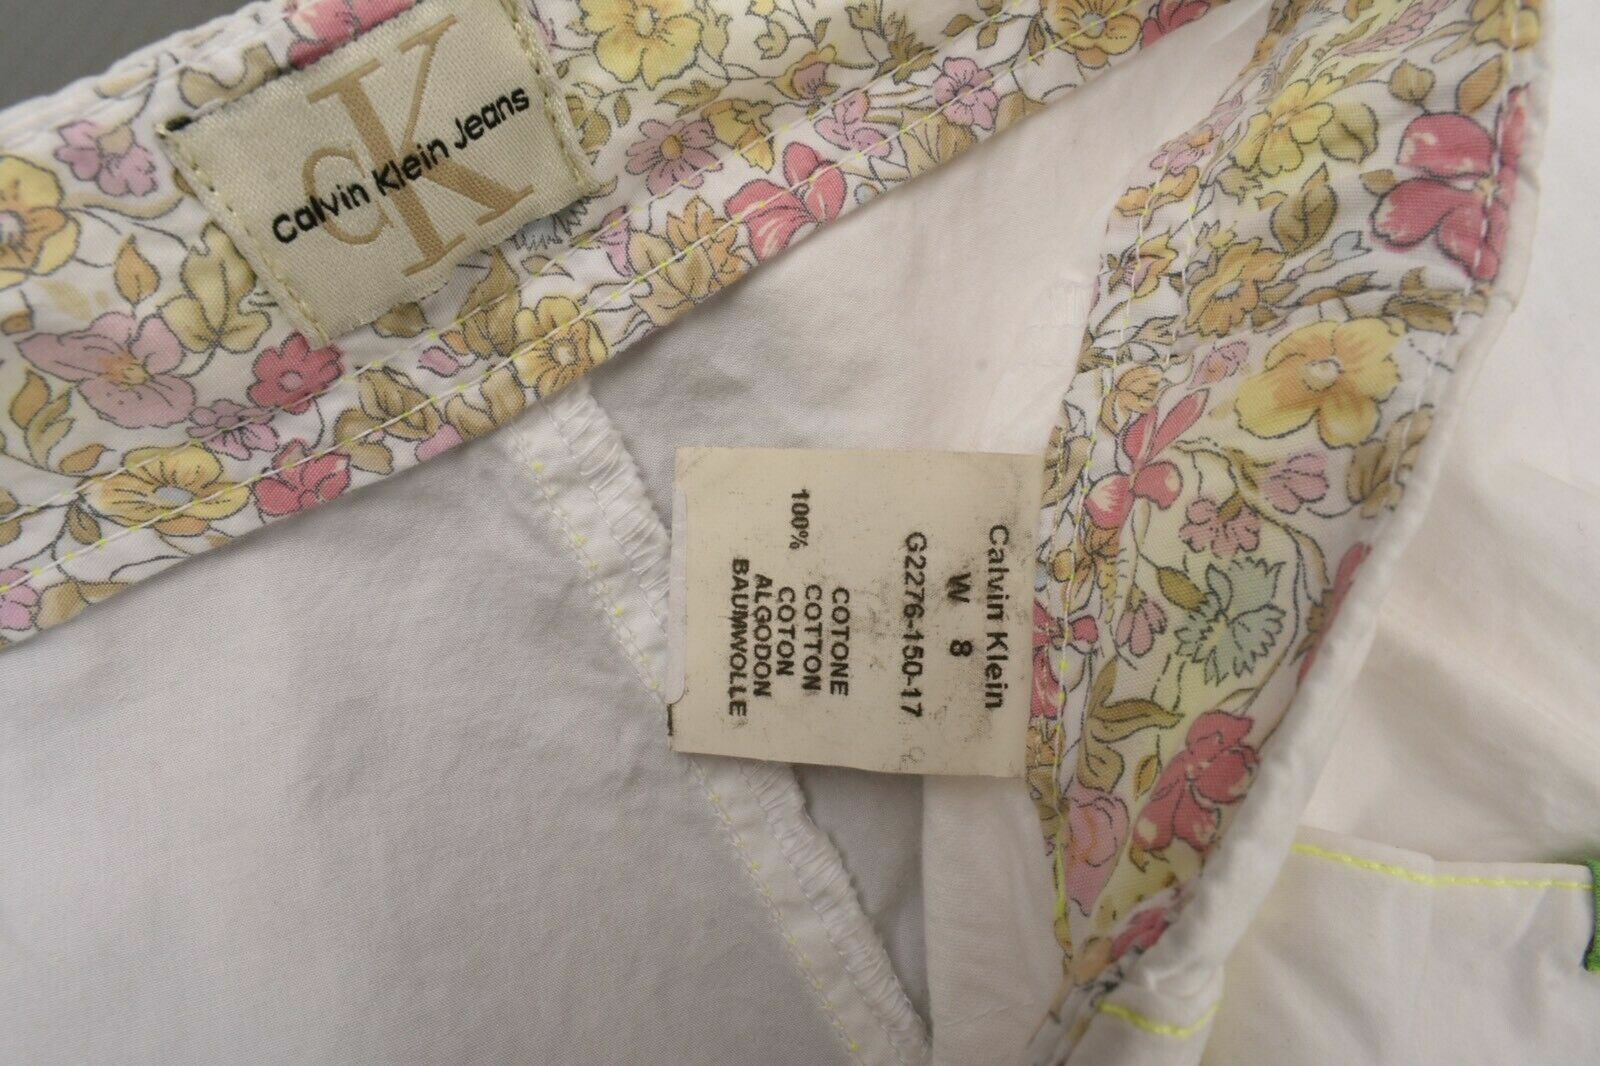 CK
Calvin Klein Jeans
Calvin Klein
W 8
G2276-150-17
COTONE
COTTON
100% COTON
ALGODON
BAUMWOLLE